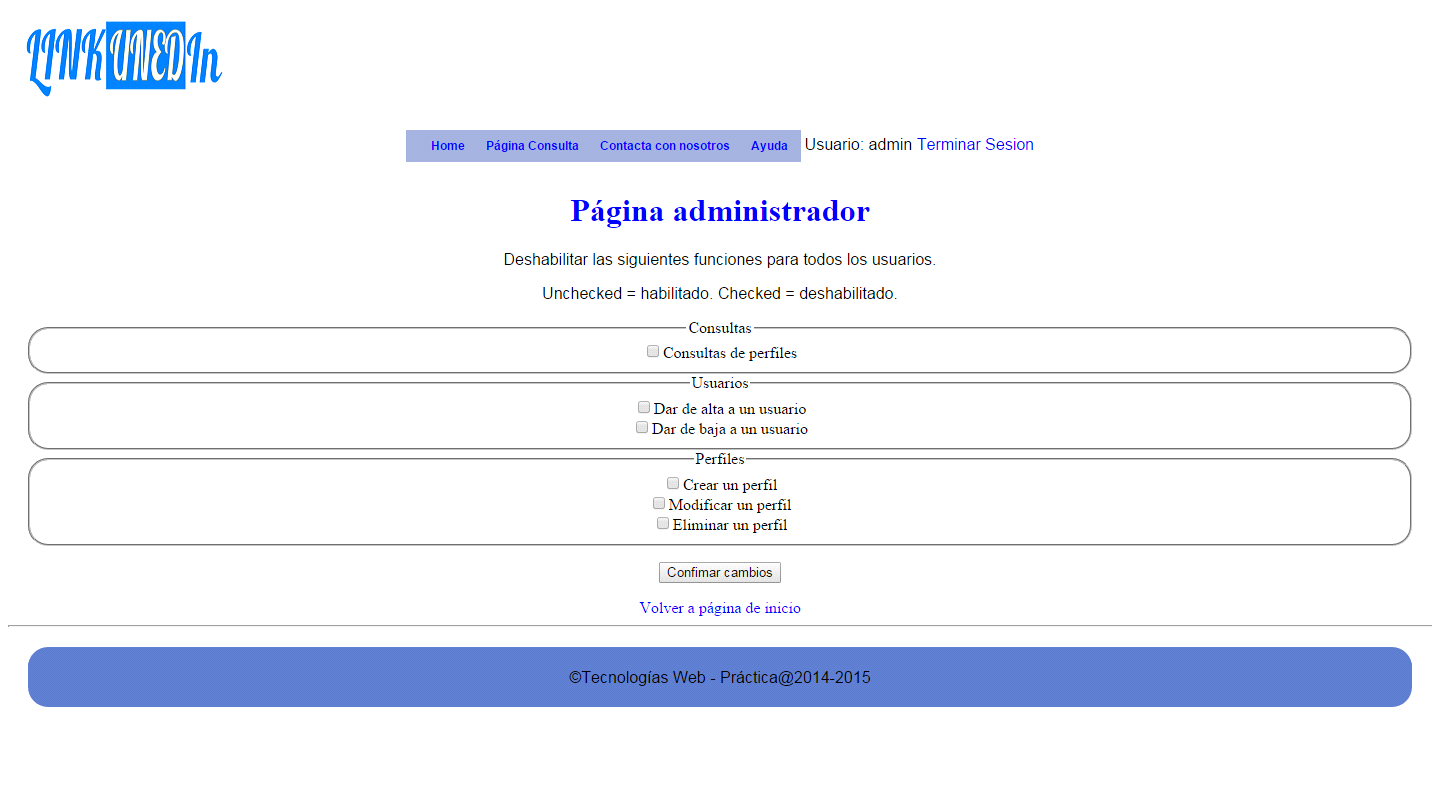 LINKUNEDIn
Home Página Consulta Contacta con nosotros Ayuda Usuario: admin Terminar Sesion
Página administrador
Deshabilitar las siguientes funciones para todos los usuarios.
Unchecked = habilitado. Checked = deshabilitado.
Consultas
Consultas de perfiles
Usuarios
Dar de alta a un usuario
Dar de baja a un usuario
Perfiles
Crear un perfil
Modificar un perfil
Eliminar un perfil
Confimar cambios
Volver a página de inicio
©Tecnologías Web - Práctica@2014-2015